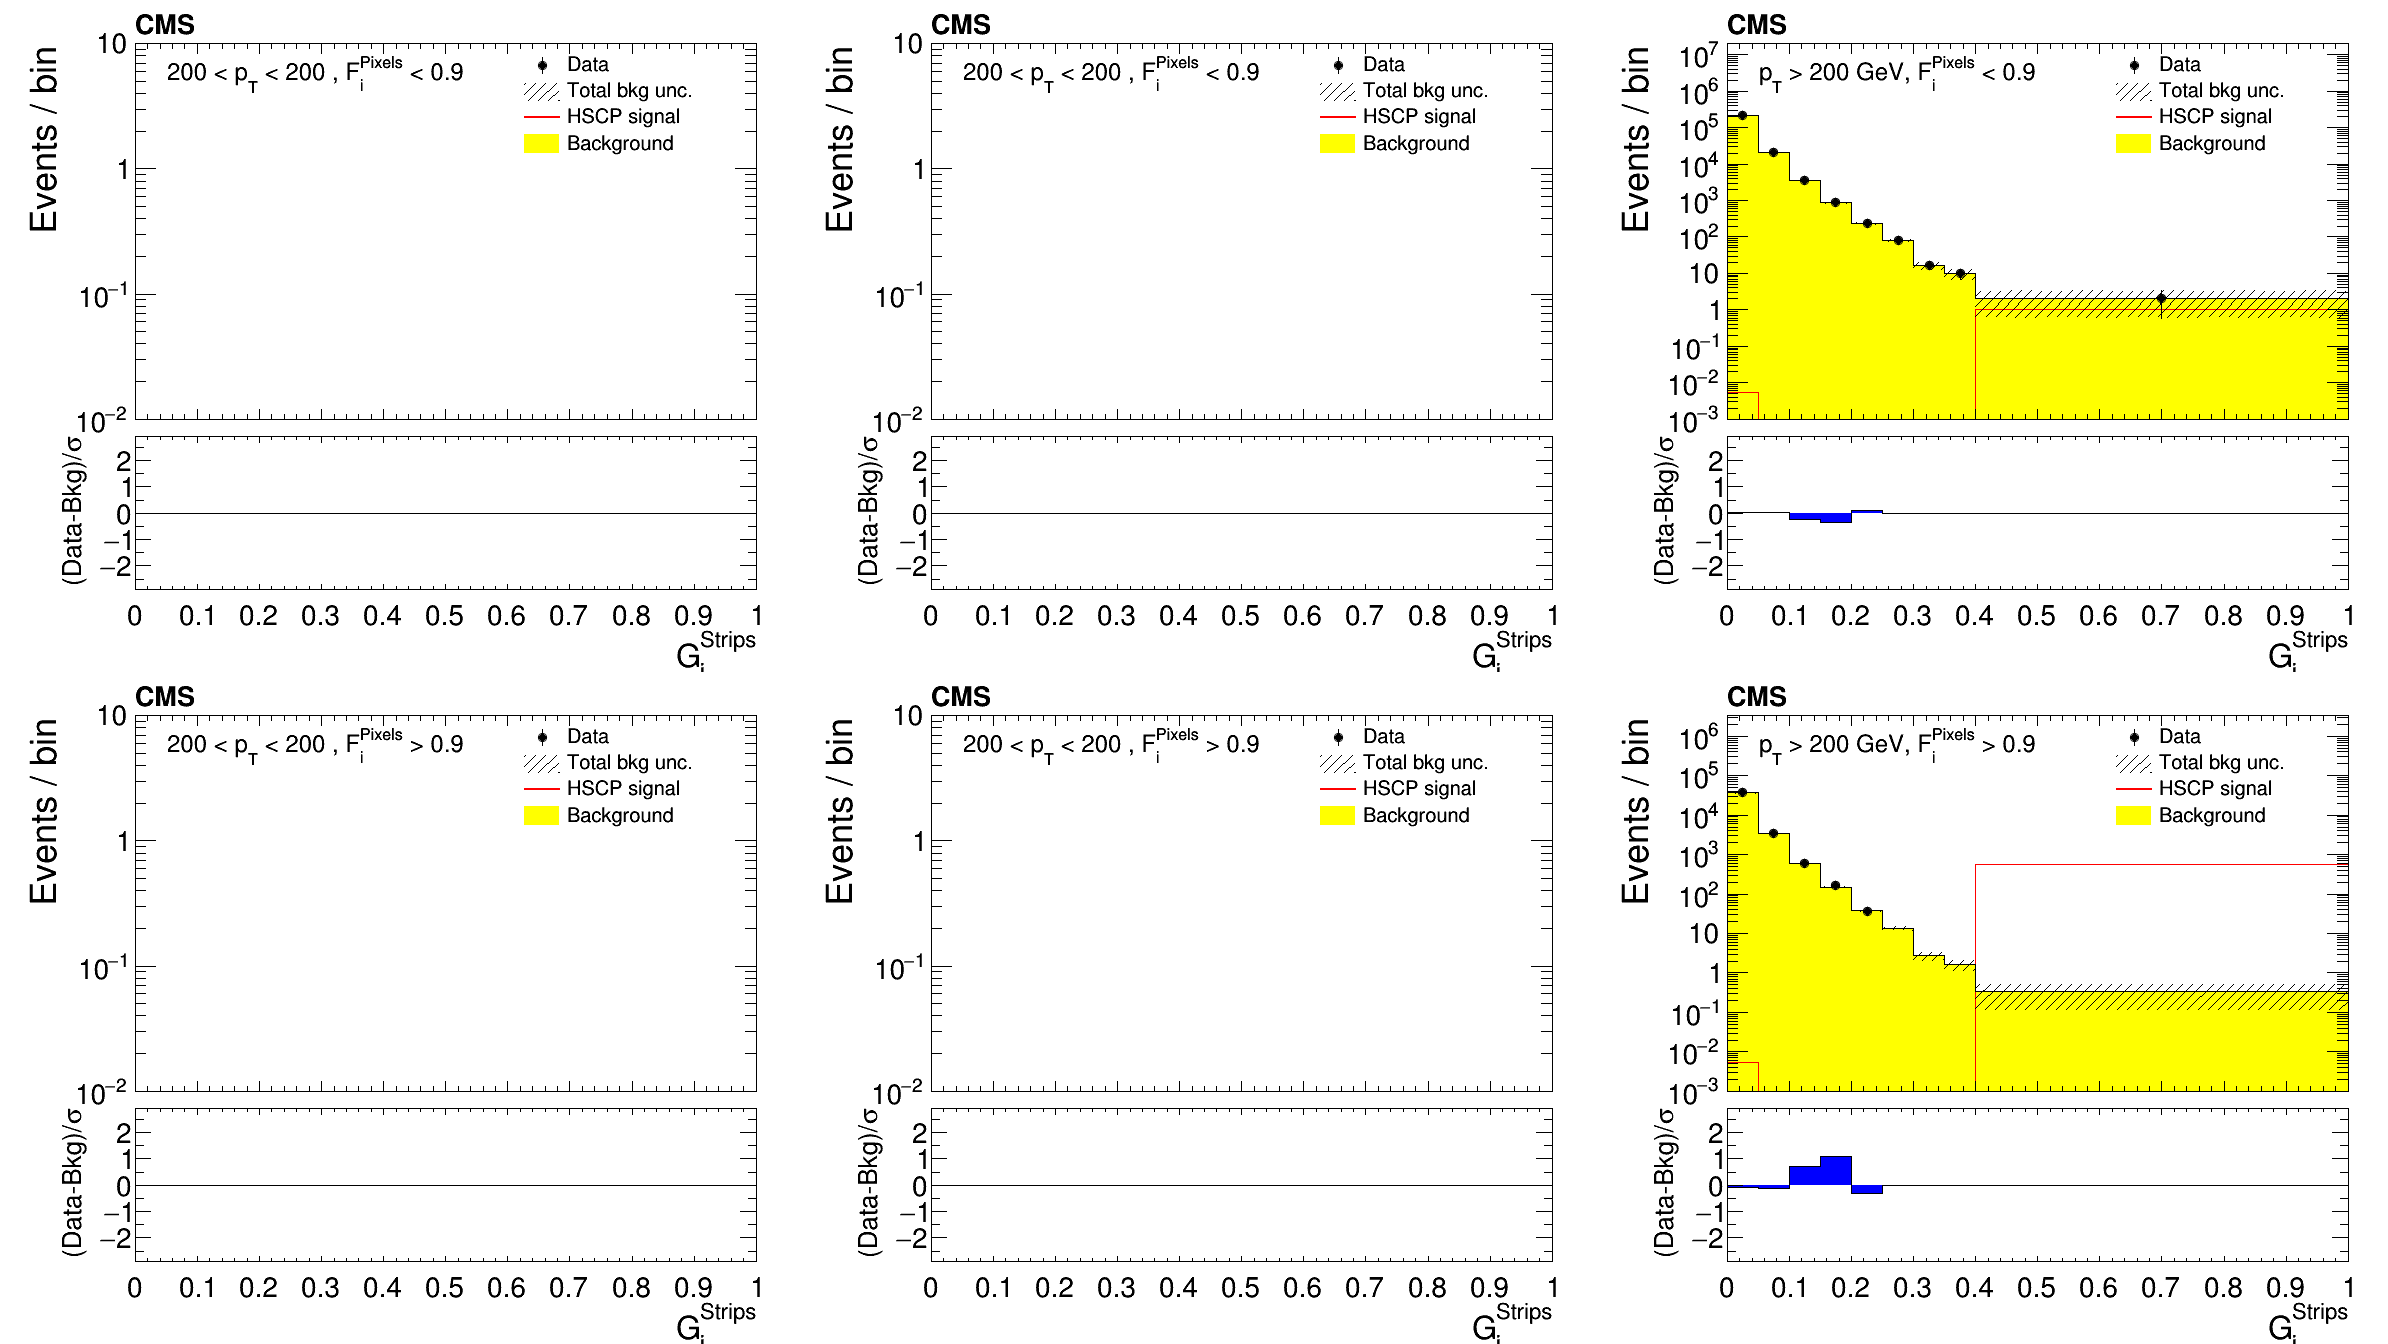 CMS
Events / bin
200 < p_T < 200 , F_i^Pixels < 0.9
Data
Total bkg unc.
HSCP signal
Background
10
1
10^−1
10^−2
(Data-Bkg)/σ
2
1
0
−1
−2
0 0.1 0.2 0.3 0.4 0.5 0.6 0.7 0.8 0.9 1
G_i^Strips
CMS
Events / bin
200 < p_T < 200 , F_i^Pixels < 0.9
Data
Total bkg unc.
HSCP signal
Background
10
1
10^−1
10^−2
(Data-Bkg)/σ
2
1
0
−1
−2
0 0.1 0.2 0.3 0.4 0.5 0.6 0.7 0.8 0.9 1
G_i^Strips
CMS
Events / bin
p_T > 200 GeV, F_i^Pixels < 0.9
Data
Total bkg unc.
HSCP signal
Background
10^7
10^6
10^5
10^4
10^3
10^2
10
1
10^−1
10^−2
10^−3
(Data-Bkg)/σ
2
1
0
−1
−2
0 0.1 0.2 0.3 0.4 0.5 0.6 0.7 0.8 0.9 1
G_i^Strips
CMS
Events / bin
200 < p_T < 200 , F_i^Pixels > 0.9
Data
Total bkg unc.
HSCP signal
Background
10
1
10^−1
10^−2
(Data-Bkg)/σ
2
1
0
−1
−2
0 0.1 0.2 0.3 0.4 0.5 0.6 0.7 0.8 0.9 1
G_i^Strips
CMS
Events / bin
200 < p_T < 200 , F_i^Pixels > 0.9
Data
Total bkg unc.
HSCP signal
Background
10
1
10^−1
10^−2
(Data-Bkg)/σ
2
1
0
−1
−2
0 0.1 0.2 0.3 0.4 0.5 0.6 0.7 0.8 0.9 1
G_i^Strips
CMS
Events / bin
p_T > 200 GeV, F_i^Pixels > 0.9
Data
Total bkg unc.
HSCP signal
Background
10^6
10^5
10^4
10^3
10^2
10
1
10^−1
10^−2
10^−3
(Data-Bkg)/σ
2
1
0
−1
−2
0 0.1 0.2 0.3 0.4 0.5 0.6 0.7 0.8 0.9 1
G_i^Strips